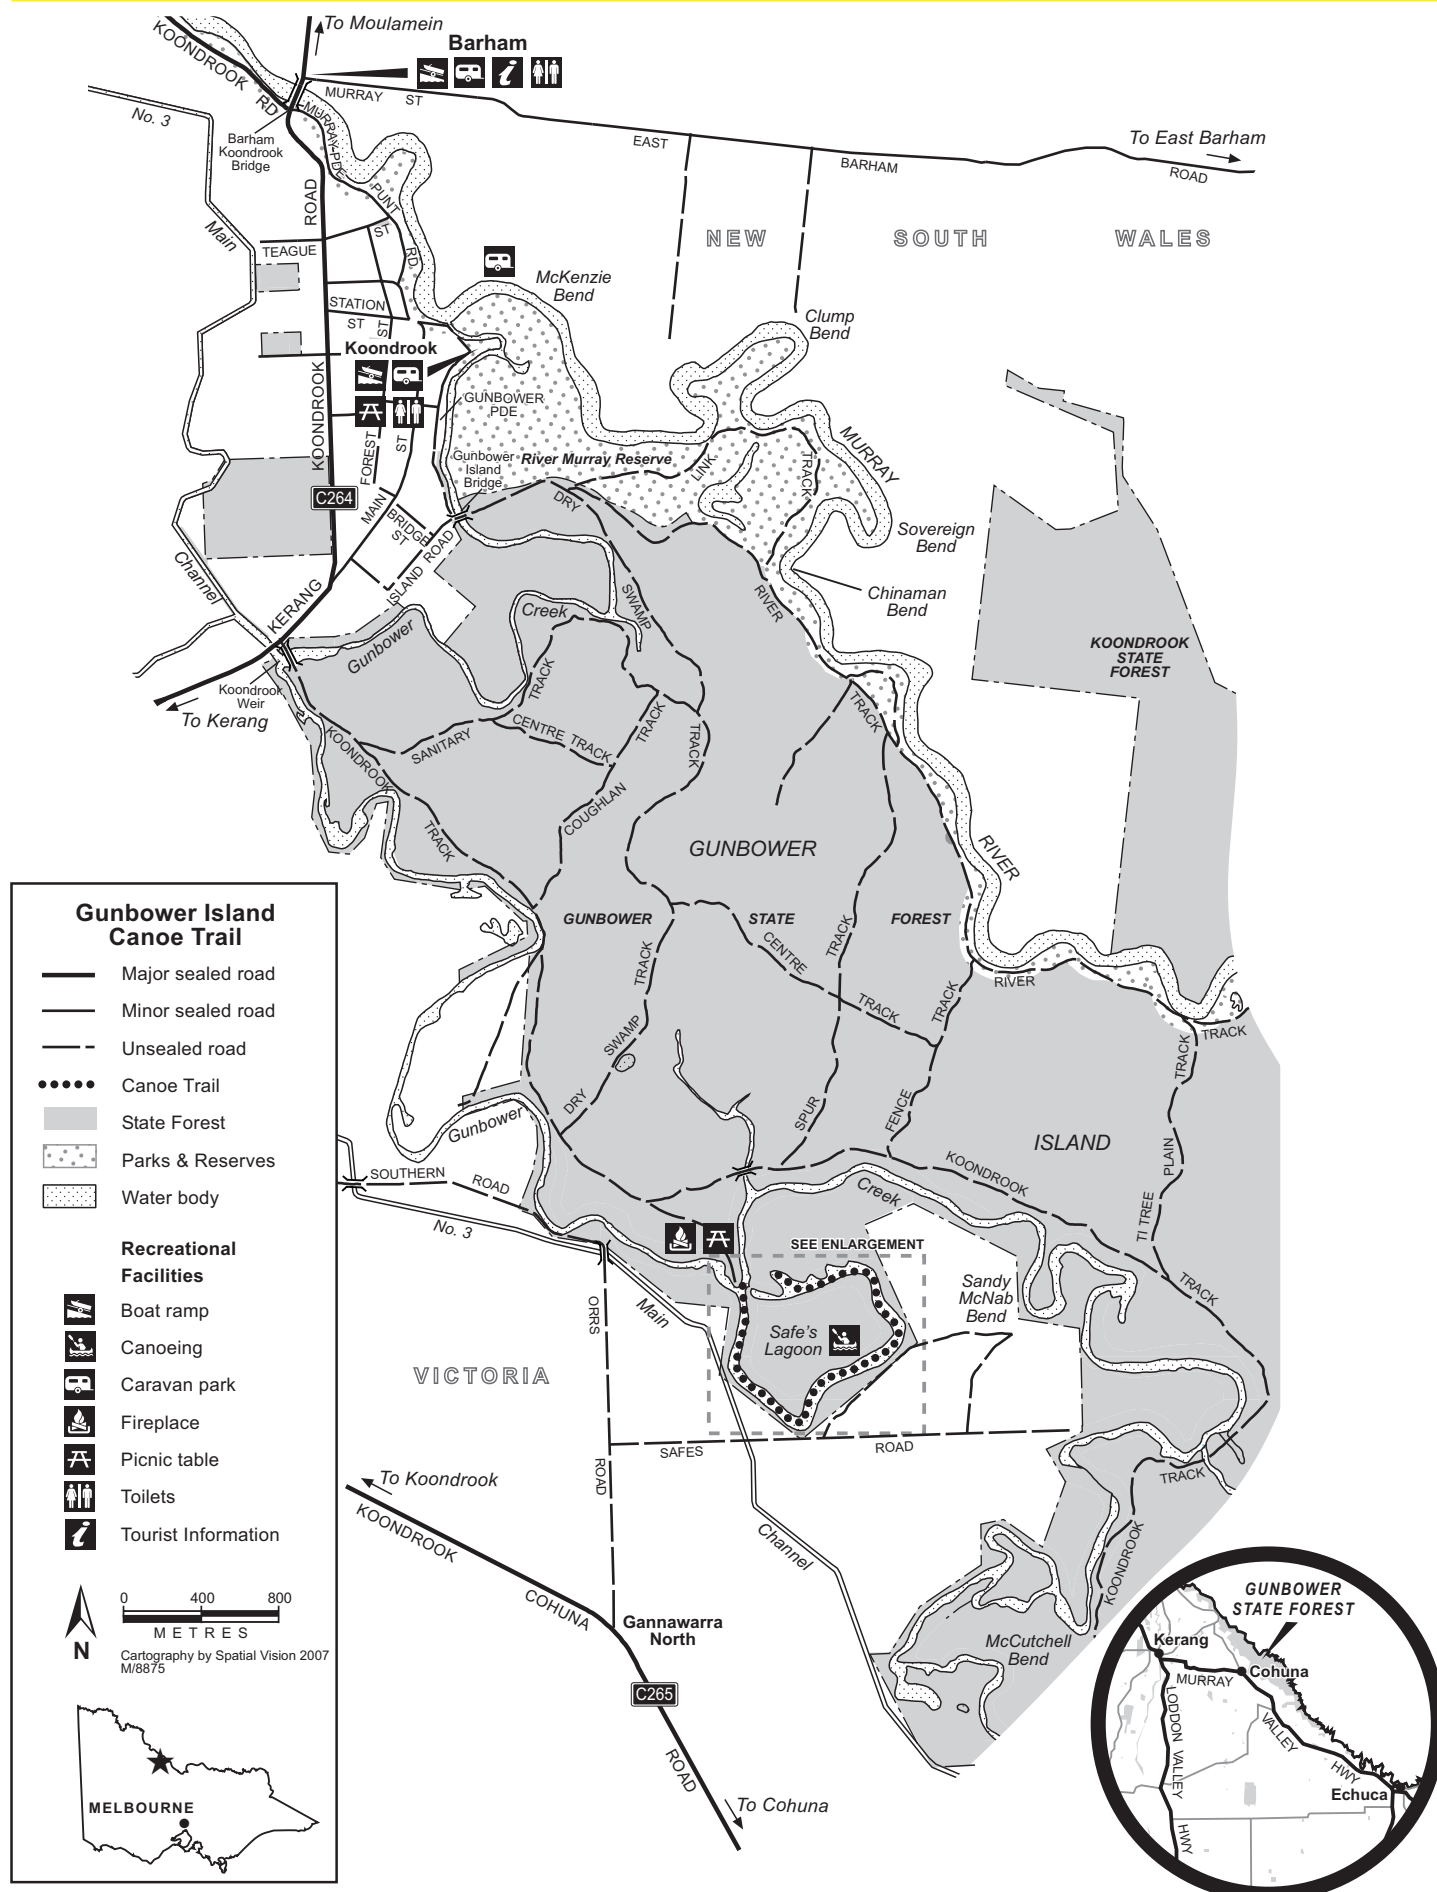 To Moulamein
Barham
KOONDROOK
RD
MURRAY
ST
No. 3
Barham
Koondrook
Bridge
MURRAY PDE
EAST
BARHAM
ROAD
To East Barham
PUNT
RD
ROAD
Main
TEAGUE
ST
NEW
SOUTH
WALES
McKenzie
Bend
STATION
ST
ST
Clump
Bend
Koondrook
KOONDROOK
GUNBOWER
PDE
FOREST
ST
MAIN
Gunbower
Island
Bridge
River Murray Reserve
LINK
TRACK
MURRAY
C264
BRIDGE
ST
DRY
Sovereign
Bend
Channel
ISLAND ROAD
KERANG
SWAMP
RIVER
Chinaman
Bend
Creek
Gunbower
KOONDROOK
STATE
FOREST
Koondrook
Weir
To Kerang
TRACK
TRACK
CENTRE TRACK
SANITARY
KOONDROOK
TRACK
TRACK
COUGHLAN
TRACK
GUNBOWER
RIVER
GUNBOWER
STATE
FOREST
CENTRE
TRACK
TRACK
RIVER
TRACK
TRACK
TRACK
TRACK
SWAMP
DRY
SPUR
FENCE
ISLAND
PLAIN
TI TREE
Gunbower
KOONDROOK
SOUTHERN
ROAD
Creek
No. 3
SEE ENLARGEMENT
Sandy
McNab
Bend
TRACK
ORRS
Main
Safe's
Lagoon
VICTORIA
SAFES
ROAD
ROAD
TRACK
To Koondrook
KOONDROOK
Channel
KOONDROOK
COHUNA
Gannawarra
North
McCutchell
Bend
C265
ROAD
To Cohuna
Gunbower Island
Canoe Trail
Major sealed road
Minor sealed road
Unsealed road
Canoe Trail
State Forest
Parks & Reserves
Water body
Recreational
Facilities
Boat ramp
Canoeing
Caravan park
Fireplace
Picnic table
Toilets
Tourist Information
0 400 800
METRES
N
Cartography by Spatial Vision 2007
M/8875
MELBOURNE
GUNBOWER
STATE FOREST
Kerang
Cohuna
MURRAY
VALLEY
HWY
LODDON VALLEY
HWY
Echuca